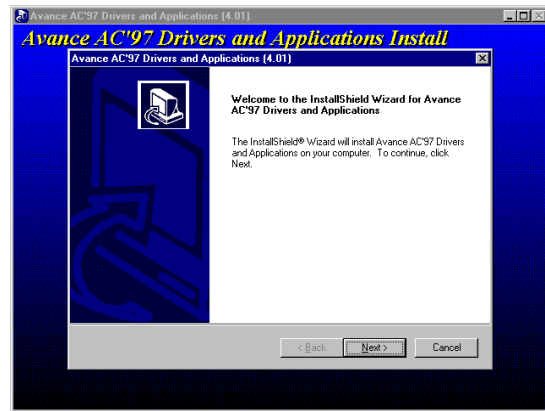 Avance AC'97 Drivers and Applications (4.01)
Avance AC'97 Drivers and Applications Install
Avance AC'97 Drivers and Applications (4.01)
Welcome to the InstallShield Wizard for Avance
AC'97 Drivers and Applications
The InstallShield® Wizard will install Avance AC'97 Drivers
and Applications on your computer. To continue, click
Next.
< Back
Next >
Cancel